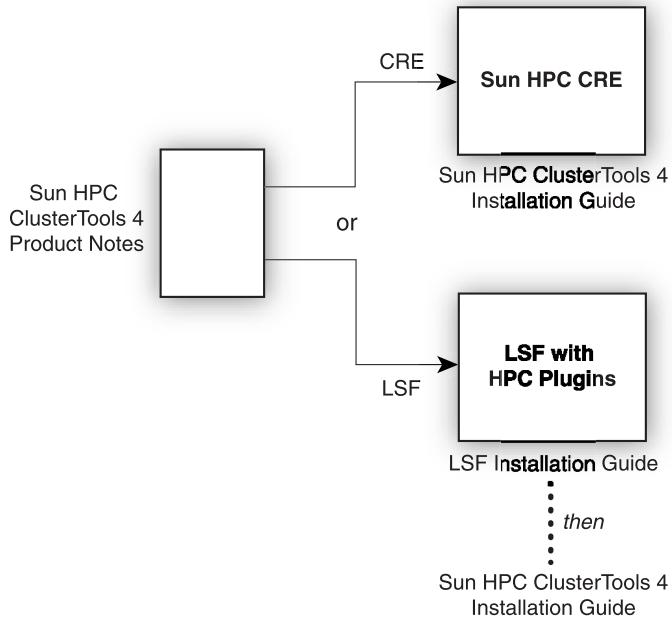 Sun HPC
ClusterTools 4
Product Notes
CRE
or
LSF
Sun HPC CRE
Sun HPC ClusterTools 4
Installation Guide
LSF with
HPC Plugins
LSF Installation Guide
then
Sun HPC ClusterTools 4
Installation Guide